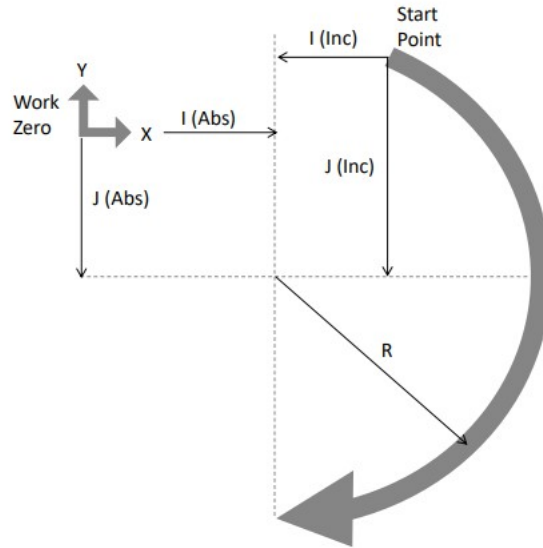 Start
Point
I (Inc)
Y
Work
Zero
X
I (Abs)
J (Inc)
J (Abs)
R